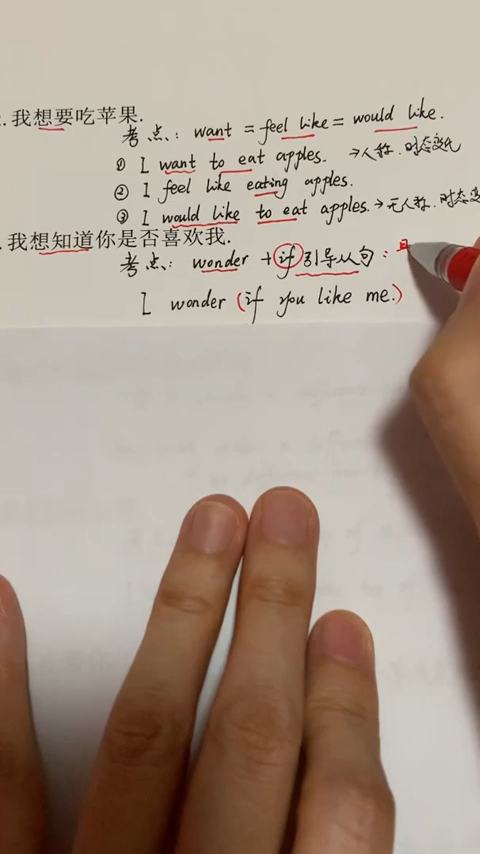 .我想要吃苹果.
考点: want = feel like = would like.
① I want to eat apples. →人称.时态变化
② I feel like eating apples.
③ I would like to eat apples.→无人称.时态变
.我想知道你是否喜欢我.
考点: wonder + if 引导从句:
I wonder (if you like me.)